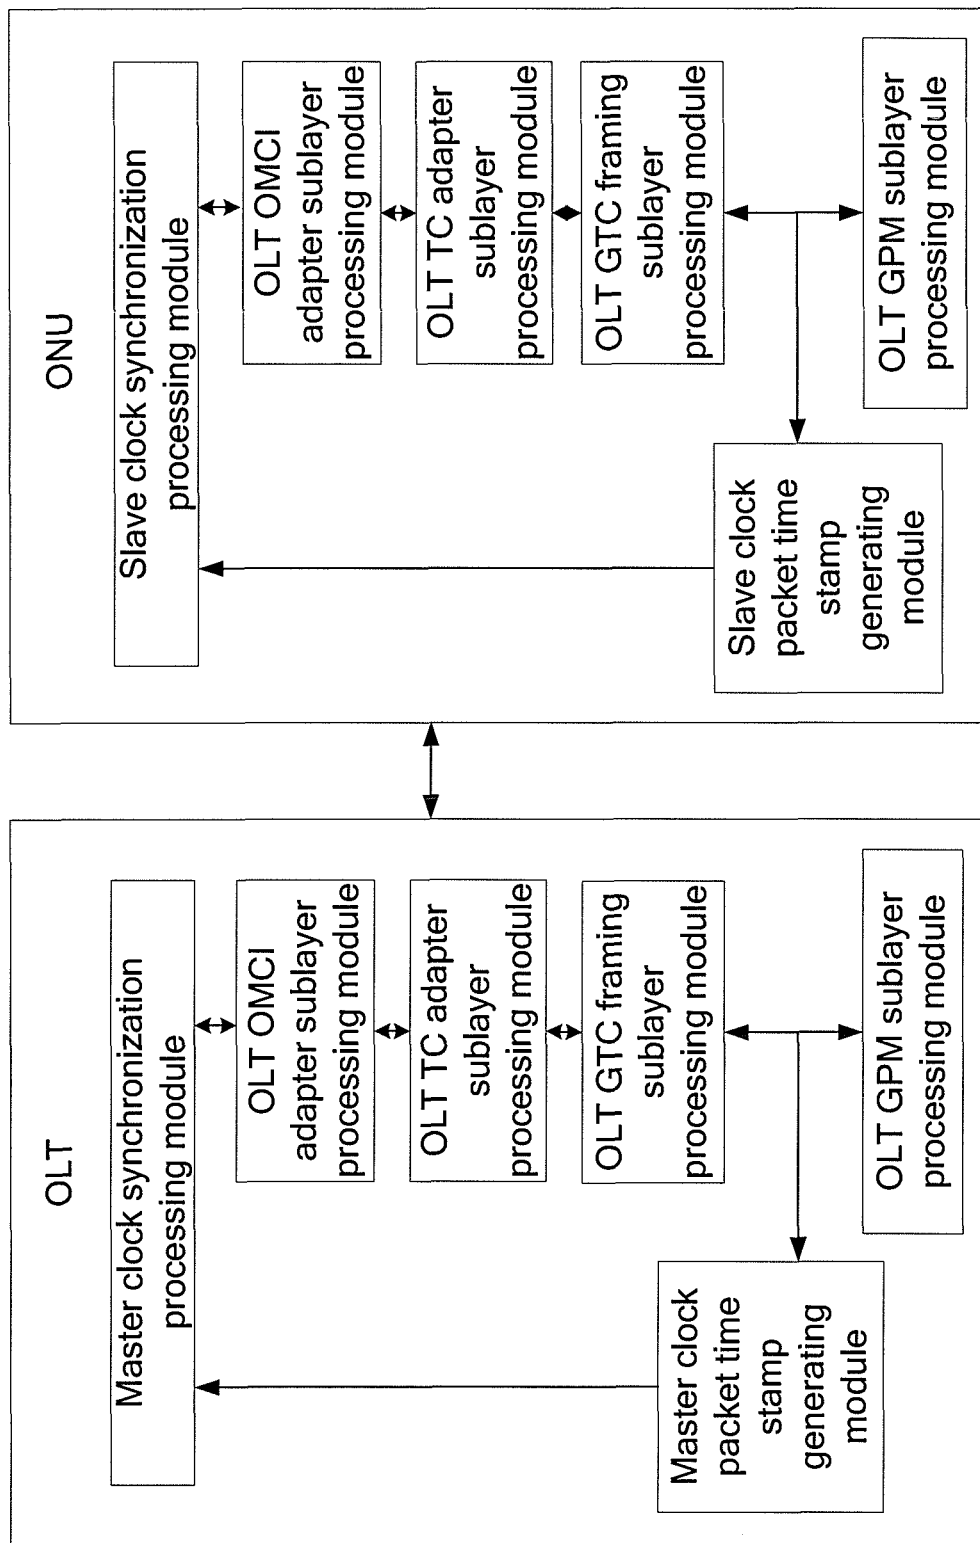 OLT
Master clock synchronization
processing module
OLT OMCI
adapter sublayer
processing module
OLT TC adapter
sublayer
processing module
OLT GTC framing
sublayer
processing module
Master clock
packet time
stamp
generating
module
OLT GPM sublayer
processing module
ONU
Slave clock synchronization
processing module
OLT OMCI
adapter sublayer
processing module
OLT TC adapter
sublayer
processing module
OLT GTC framing
sublayer
processing module
Slave clock
packet time
stamp
generating
module
OLT GPM sublayer
processing module